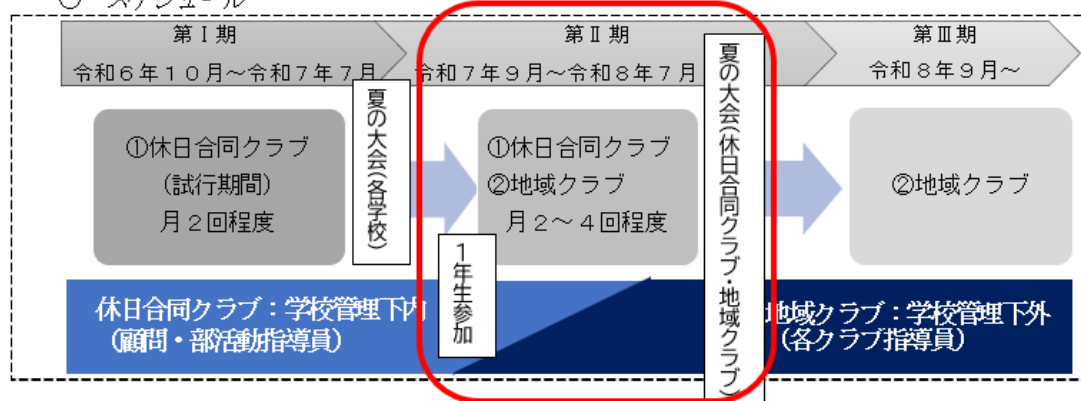 ○ スケジュール
第Ⅰ期
令和6年10月~令和7年7月
第Ⅱ期
令和7年9月~令和8年7月
第Ⅲ期
令和8年9月~
①休日合同クラブ
(試行期間)
月2回程度
夏の大会(各学校)
①休日合同クラブ
②地域クラブ
月2~4回程度
1年生参加
夏の大会(休日合同クラブ・地域クラブ)
②地域クラブ
休日合同クラブ:学校管理下内
(顧問・部活動指導員)
地域クラブ:学校管理下外
(各クラブ指導員)